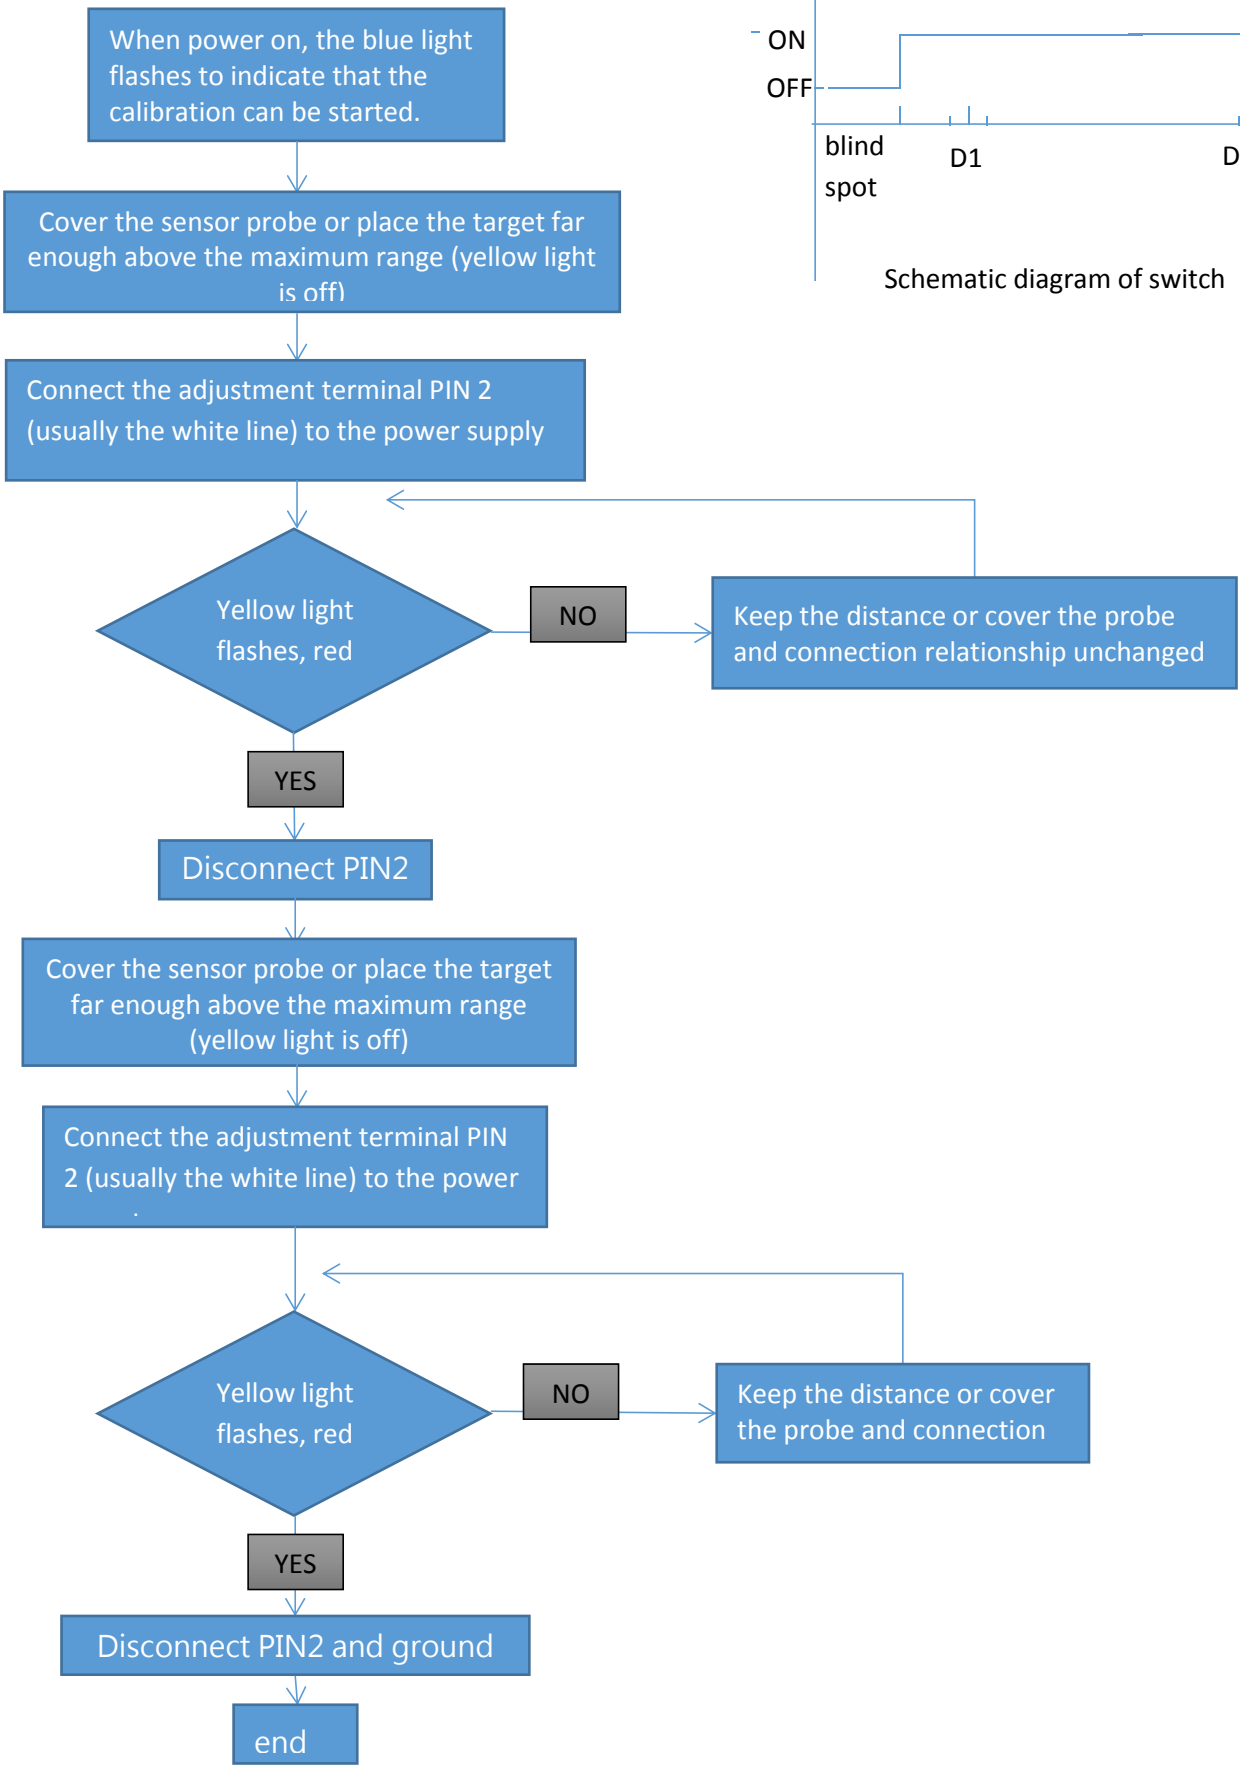 When power on, the blue light
flashes to indicate that the
calibration can be started.
ON
OFF
blind
spot
D1
D
Schematic diagram of switch
Cover the sensor probe or place the target far
enough above the maximum range (yellow light
is off)
Connect the adjustment terminal PIN 2
(usually the white line) to the power supply
Yellow light
flashes, red
NO
Keep the distance or cover the probe
and connection relationship unchanged
YES
Disconnect PIN2
Cover the sensor probe or place the target
far enough above the maximum range
(yellow light is off)
Connect the adjustment terminal PIN
2 (usually the white line) to the power
Yellow light
flashes, red
NO
Keep the distance or cover
the probe and connection
YES
Disconnect PIN2 and ground
end